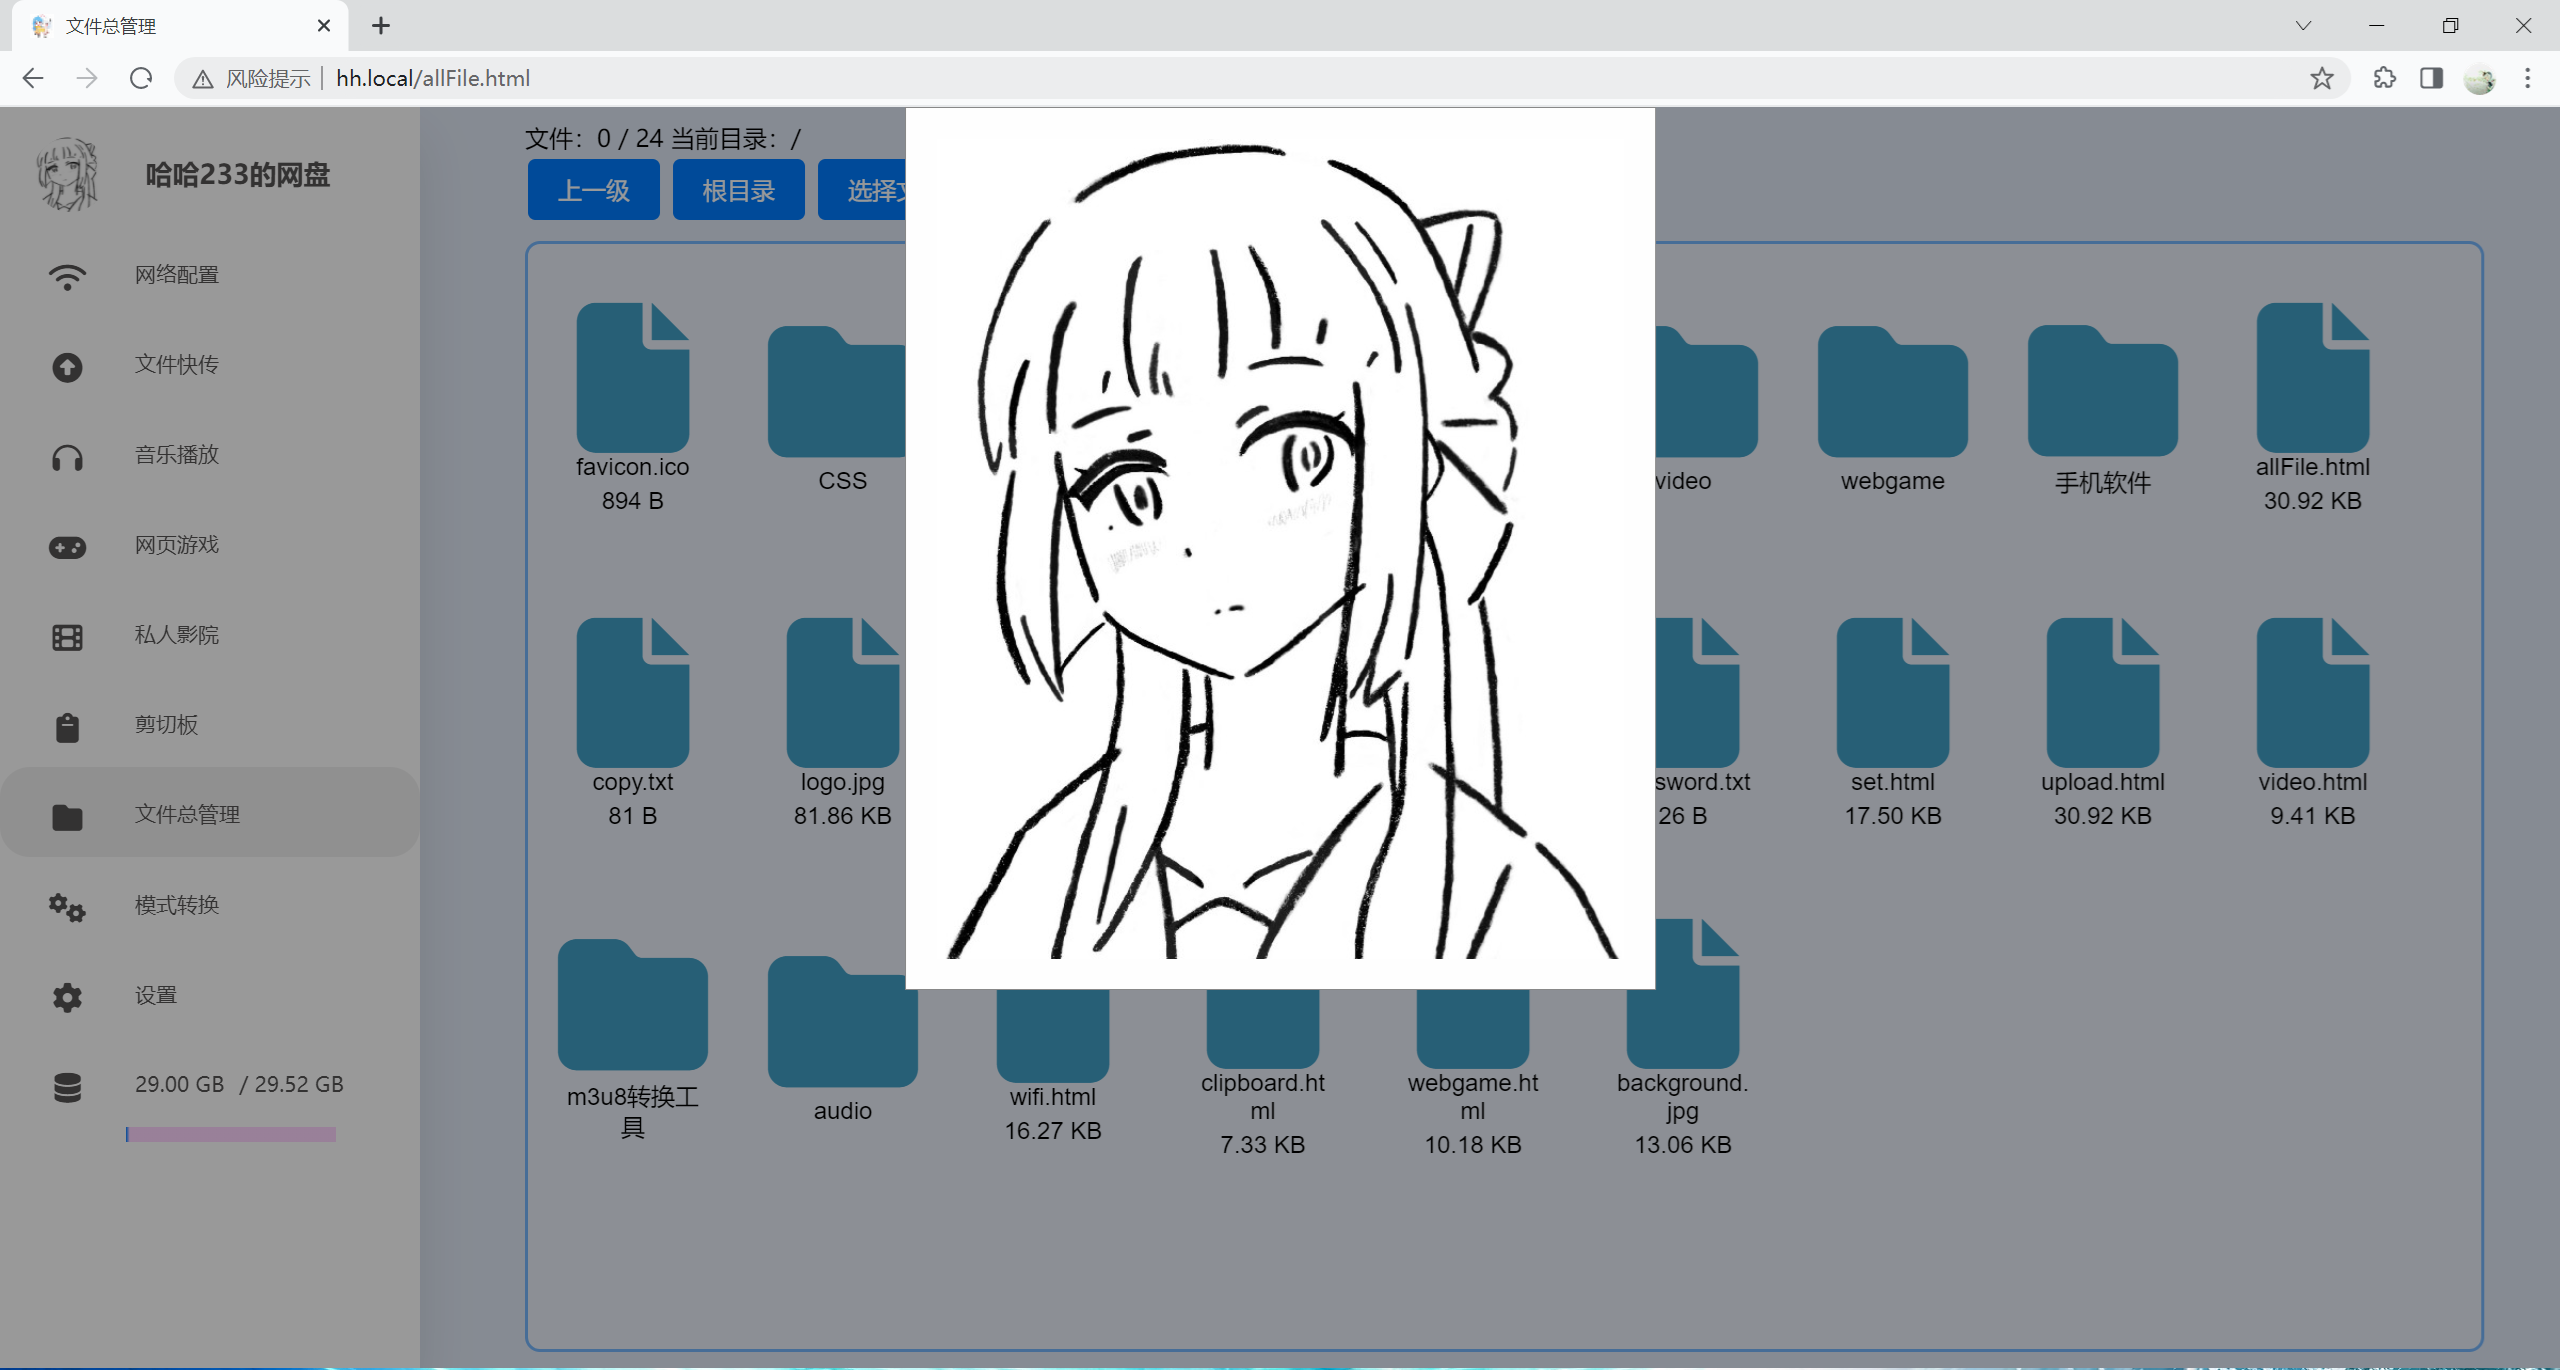 文件总管理
风险提示
hh.local/allFile.html
哈哈233的网盘
网络配置
文件快传
音乐播放
网页游戏
私人影院
剪切板
文件总管理
模式转换
设置
29.00 GB / 29.52 GB
文件：0 / 24 当前目录：/
上一级
根目录
选择
favicon.ico
894 B
CSS
video
webgame
手机软件
allFile.html
30.92 KB
copy.txt
81 B
logo.jpg
81.86 KB
sword.txt
26 B
set.html
17.50 KB
upload.html
30.92 KB
video.html
9.41 KB
m3u8转换工
具
audio
wifi.html
16.27 KB
clipboard.ht
ml
7.33 KB
webgame.ht
ml
10.18 KB
background.
jpg
13.06 KB